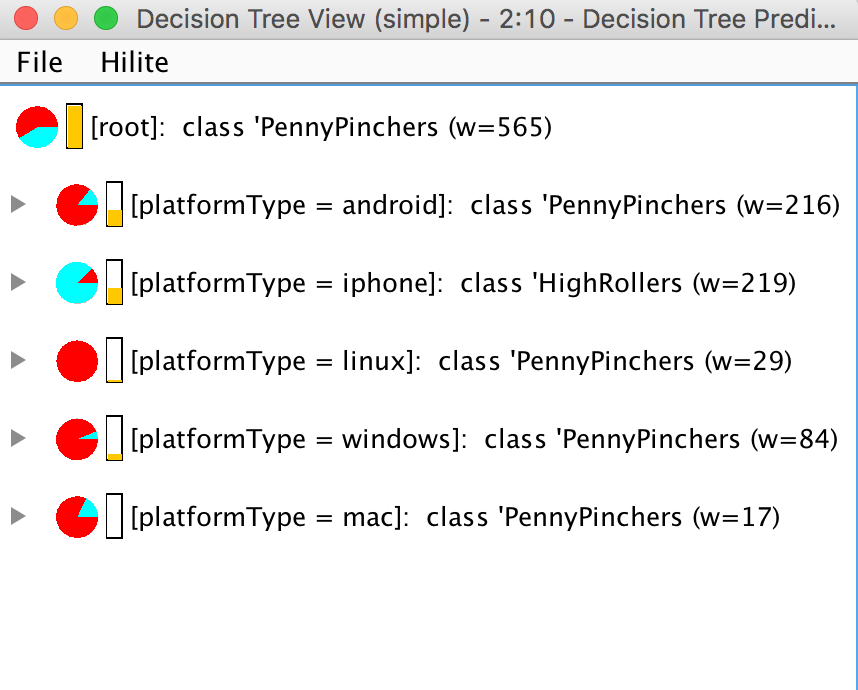 Decision Tree View (simple) - 2:10 - Decision Tree Predi...
File Hilite
[root]: class 'PennyPinchers (w=565)
[platformType = android]: class 'PennyPinchers (w=216)
[platformType = iphone]: class 'HighRollers (w=219)
[platformType = linux]: class 'PennyPinchers (w=29)
[platformType = windows]: class 'PennyPinchers (w=84)
[platformType = mac]: class 'PennyPinchers (w=17)